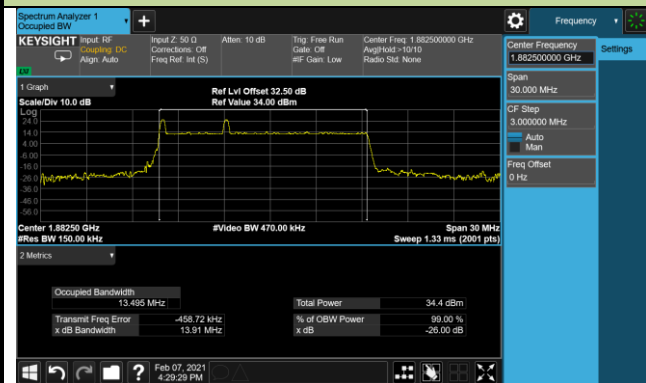 Spectrum Analyzer 1
Occupied BW
Frequency
KEYSIGHT
Input: RF
Coupling: DC
Align: Auto
Input Z: 50 Ω
Corrections: Off
Freq Ref: Int (S)
Atten: 10 dB
Trig: Free Run
Gate: Off
#IF Gain: Low
Center Freq: 1.882500000 GHz
Avg|Hold:>10/10
Radio Std: None
Center Frequency
1.882500000 GHz
Settings
Span
30.000 MHz
CF Step
3.000000 MHz
Auto
Man
Freq Offset
0 Hz
1 Graph
Scale/Div 10.0 dB
Ref Lvl Offset 32.50 dB
Ref Value 34.00 dBm
Log
24.0
14.0
4.00
-6.00
-16.0
-26.0
-36.0
-46.0
-56.0
Center 1.88250 GHz
#Video BW 470.00 kHz
Span 30 MHz
#Res BW 150.00 kHz
Sweep 1.33 ms (2001 pts)
2 Metrics
Occupied Bandwidth
13.495 MHz
Total Power 34.4 dBm
Transmit Freq Error -458.72 kHz
% of OBW Power 99.00 %
x dB Bandwidth 13.91 MHz
x dB -26.00 dB
Feb 07, 2021
4:29:29 PM